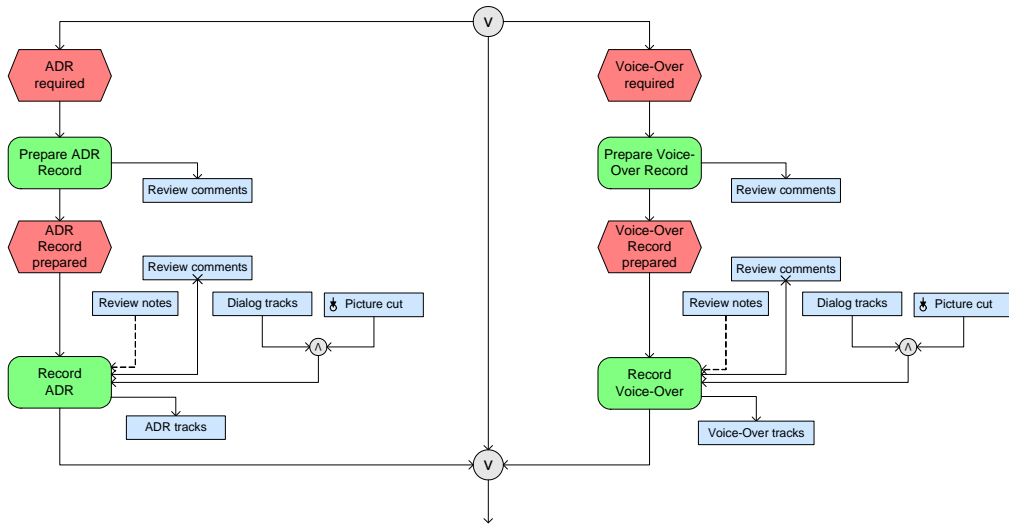 V
ADR
required
Voice-Over
required
Prepare ADR
Record
Prepare Voice-
Over Record
Review comments
Review comments
ADR
Record
prepared
Voice-Over
Record
prepared
Review comments
Review comments
Review notes
Dialog tracks
Picture cut
Review notes
Dialog tracks
Picture cut
Λ
Λ
Record
ADR
Record
Voice-Over
ADR tracks
Voice-Over tracks
V